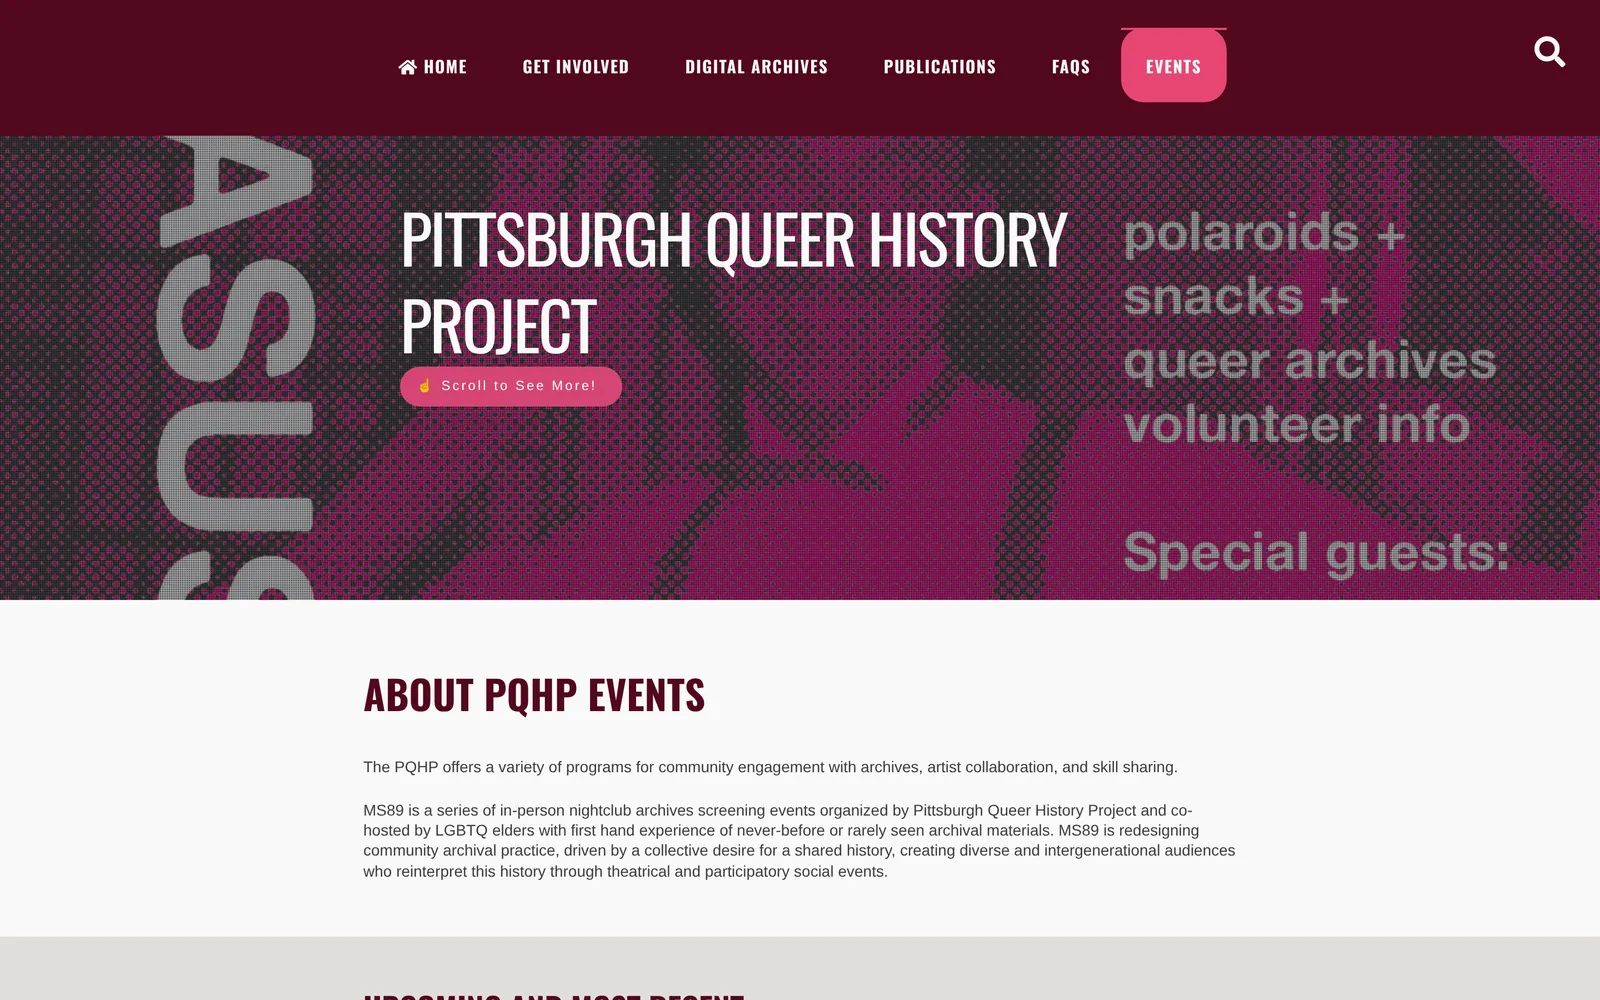 HOME
GET INVOLVED
DIGITAL ARCHIVES
PUBLICATIONS
FAQS
EVENTS
ASUS
PITTSBURGH QUEER HISTORY
PROJECT
☝ Scroll to See More!
polaroids +
snacks +
queer archives
volunteer info
Special guests:
ABOUT PQHP EVENTS
The PQHP offers a variety of programs for community engagement with archives, artist collaboration, and skill sharing.
MS89 is a series of in-person nightclub archives screening events organized by Pittsburgh Queer History Project and co-
hosted by LGBTQ elders with first hand experience of never-before or rarely seen archival materials. MS89 is redesigning
community archival practice, driven by a collective desire for a shared history, creating diverse and intergenerational audiences
who reinterpret this history through theatrical and participatory social events.
UPCOMING AND MOST RECENT